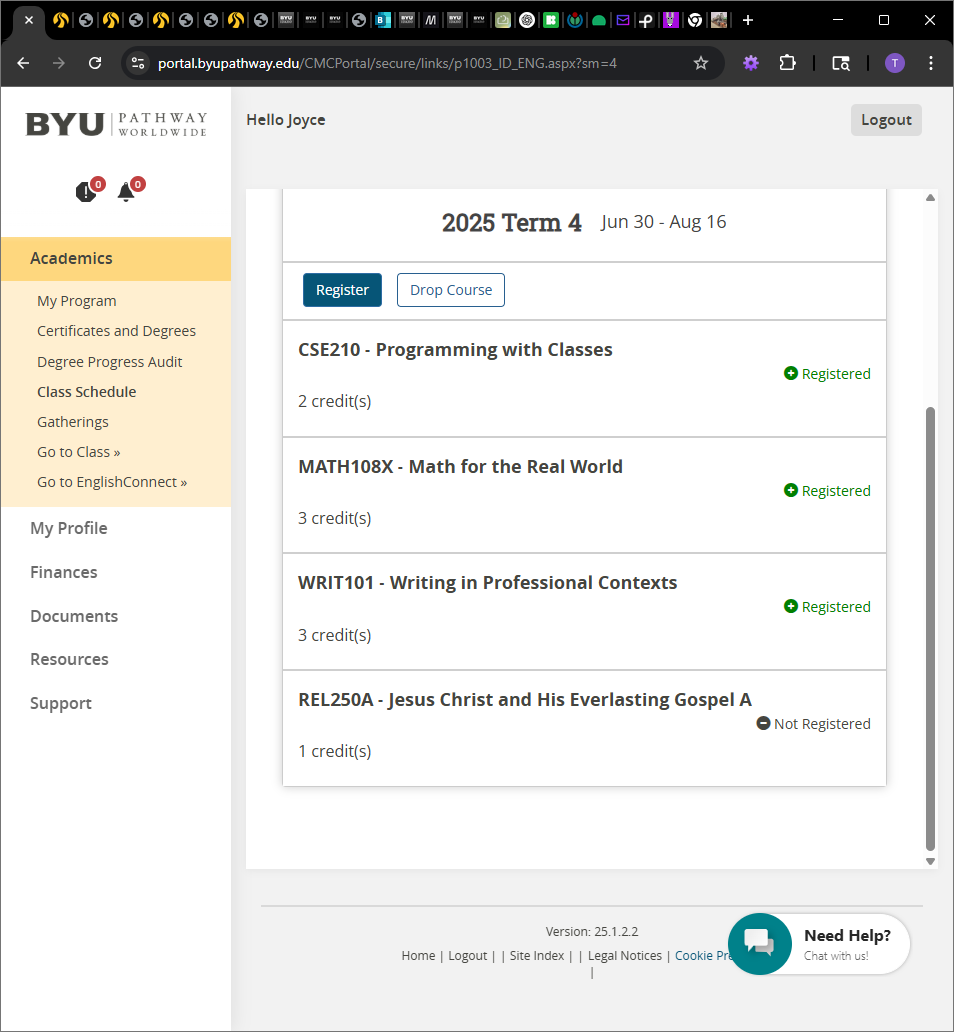 portal.byupathway.edu/CMCPortal/secure/links/p1003_ID_ENG.aspx?sm=4
T
BYU PATHWAY WORLDWIDE
Hello Joyce
Logout
0
0
Academics
My Program
Certificates and Degrees
Degree Progress Audit
Class Schedule
Gatherings
Go to Class »
Go to EnglishConnect »
My Profile
Finances
Documents
Resources
Support
2025 Term 4 Jun 30 - Aug 16
Register Drop Course
CSE210 - Programming with Classes
Registered
2 credit(s)
MATH108X - Math for the Real World
Registered
3 credit(s)
WRIT101 - Writing in Professional Contexts
Registered
3 credit(s)
REL250A - Jesus Christ and His Everlasting Gospel A
Not Registered
1 credit(s)
Version: 25.1.2.2
Home | Logout | | Site Index | | Legal Notices | Cookie
|
Need Help?
Chat with us!